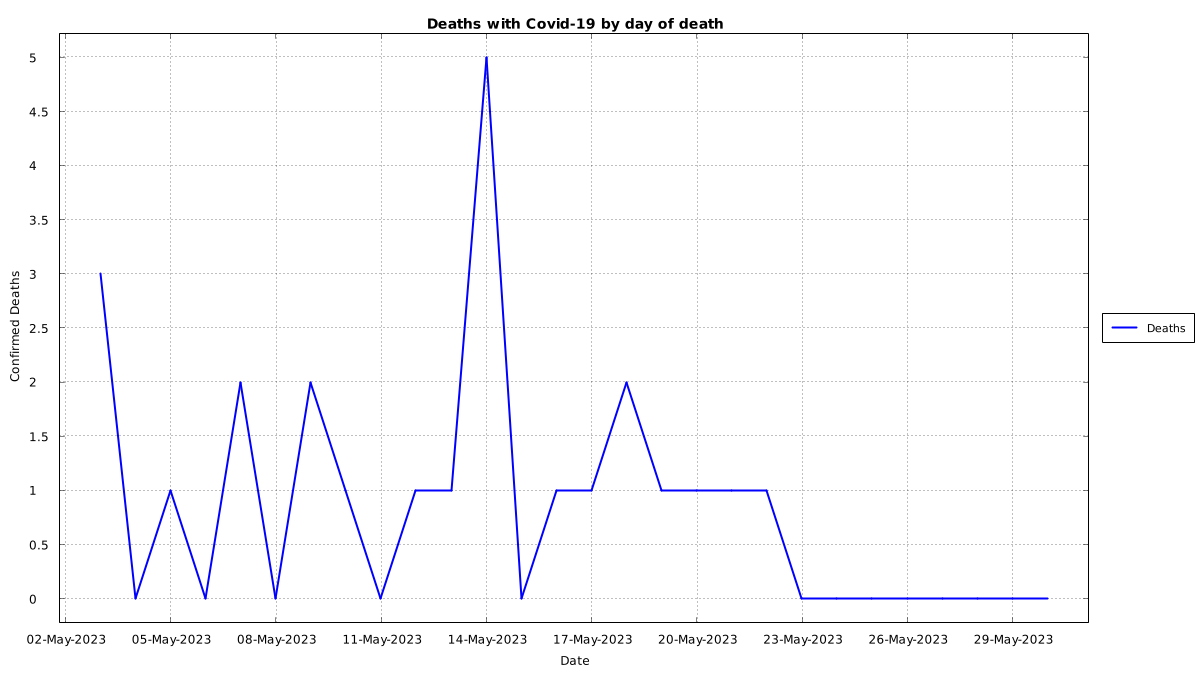 Deaths with Covid-19 by day of death
5
4.5
4
3.5
3
2.5
2
1.5
1
0.5
0
Confirmed Deaths
Deaths
02-May-2023 05-May-2023 08-May-2023 11-May-2023 14-May-2023 17-May-2023 20-May-2023 23-May-2023 26-May-2023 29-May-2023
Date